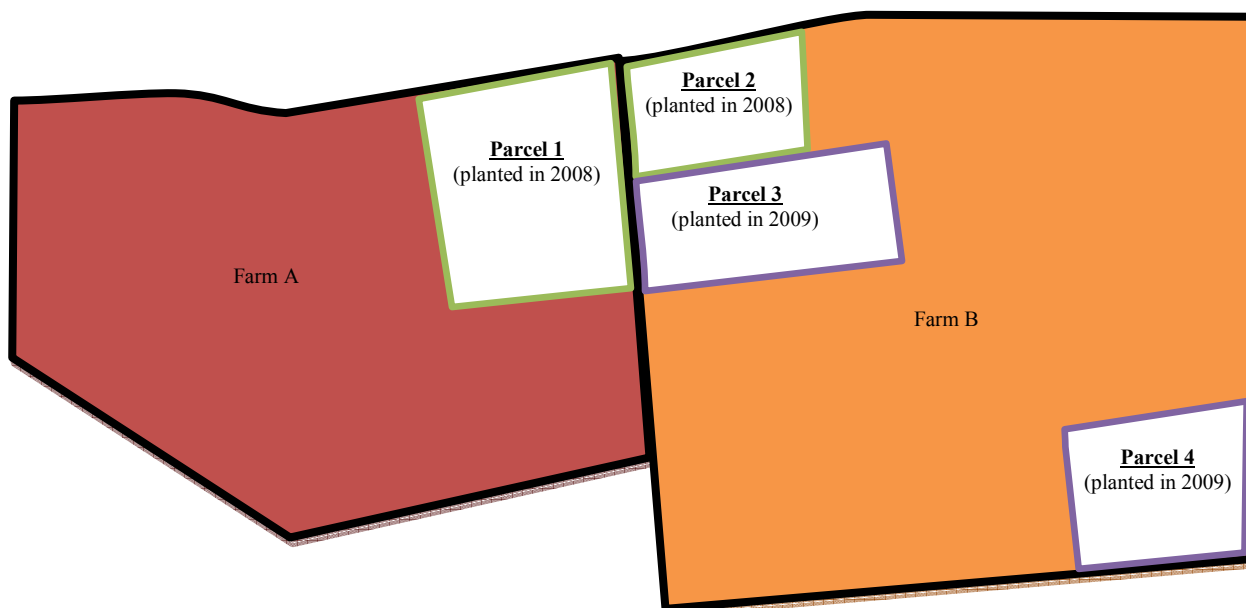 Parcel 1
(planted in 2008)
Parcel 2
(planted in 2008)
Parcel 3
(planted in 2009)
Farm A
Farm B
Parcel 4
(planted in 2009)